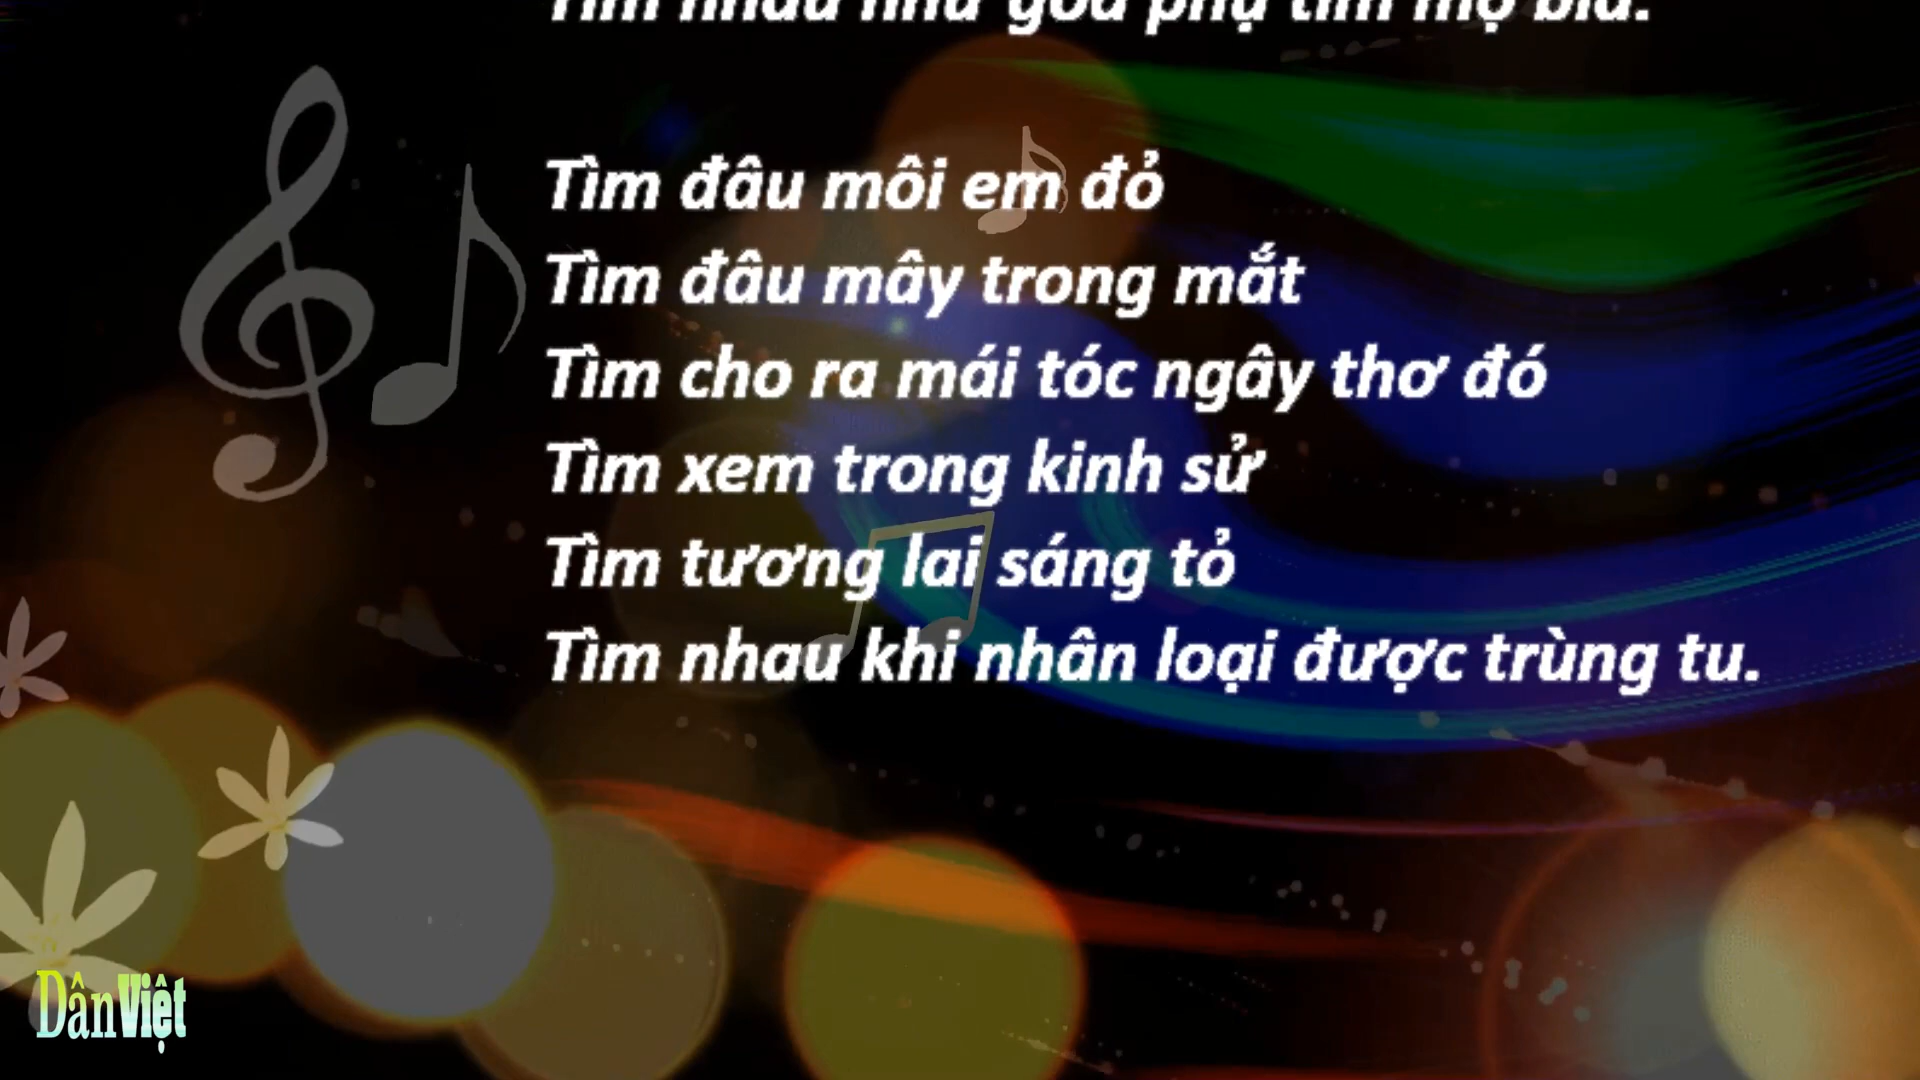 Tìm nhau như góa phụ tìm mộ bia.
Tìm đâu môi em đỏ
Tìm đâu mây trong mắt
Tìm cho ra mái tóc ngây thơ đó
Tìm xem trong kinh sử
Tìm tương lai sáng tỏ
Tìm nhau khi nhân loại được trùng tu.
DânViệt